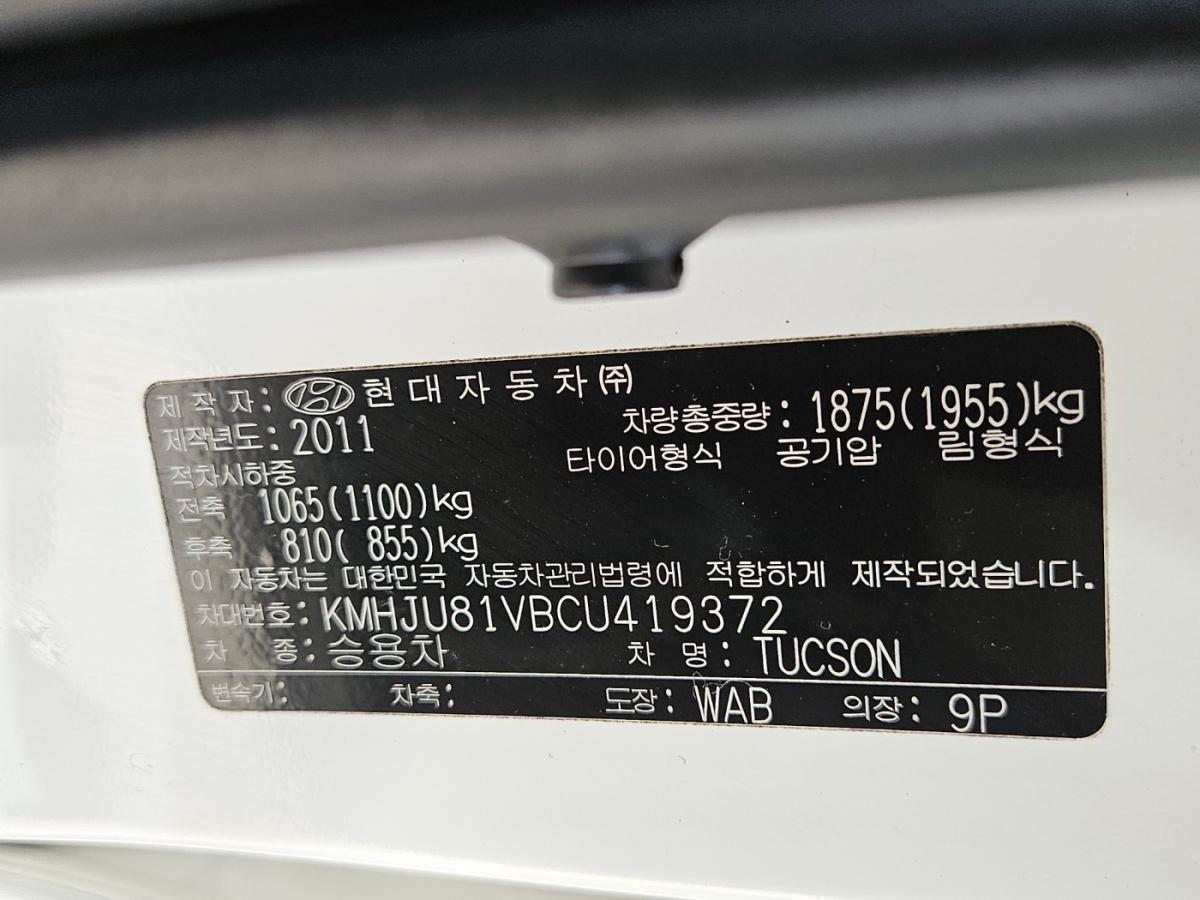 제작자: 현대자동차(주)
차량총중량: 1875(1955)kg
제작년도: 2011
타이어형식 공기압 림형식
적차시하중
전축 1065(1100)kg
후축 810( 855)kg
이 자동차는 대한민국 자동차관리법령에 적합하게 제작되었습니다.
차대번호: KMHJU81VBCU419372
차 종: 승용차 차 명: TUCSON
변속기: 차축: 도장: WAB 의장: 9P